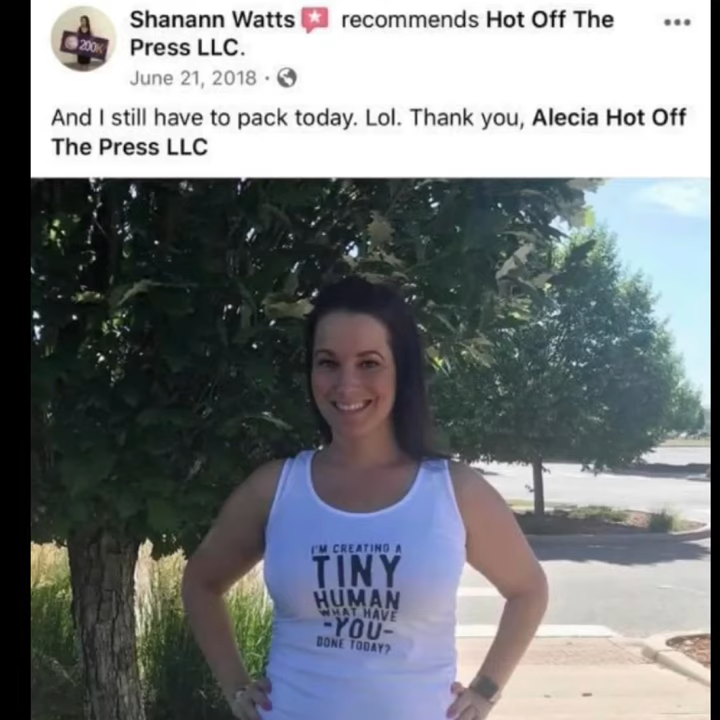 Shanann Watts recommends Hot Off The
Press LLC.
June 21, 2018 ·
And I still have to pack today. Lol. Thank you, Alecia Hot Off
The Press LLC
200K
I'M CREATING A
TINY
HUMAN
WHAT HAVE
-YOU-
DONE TODAY?